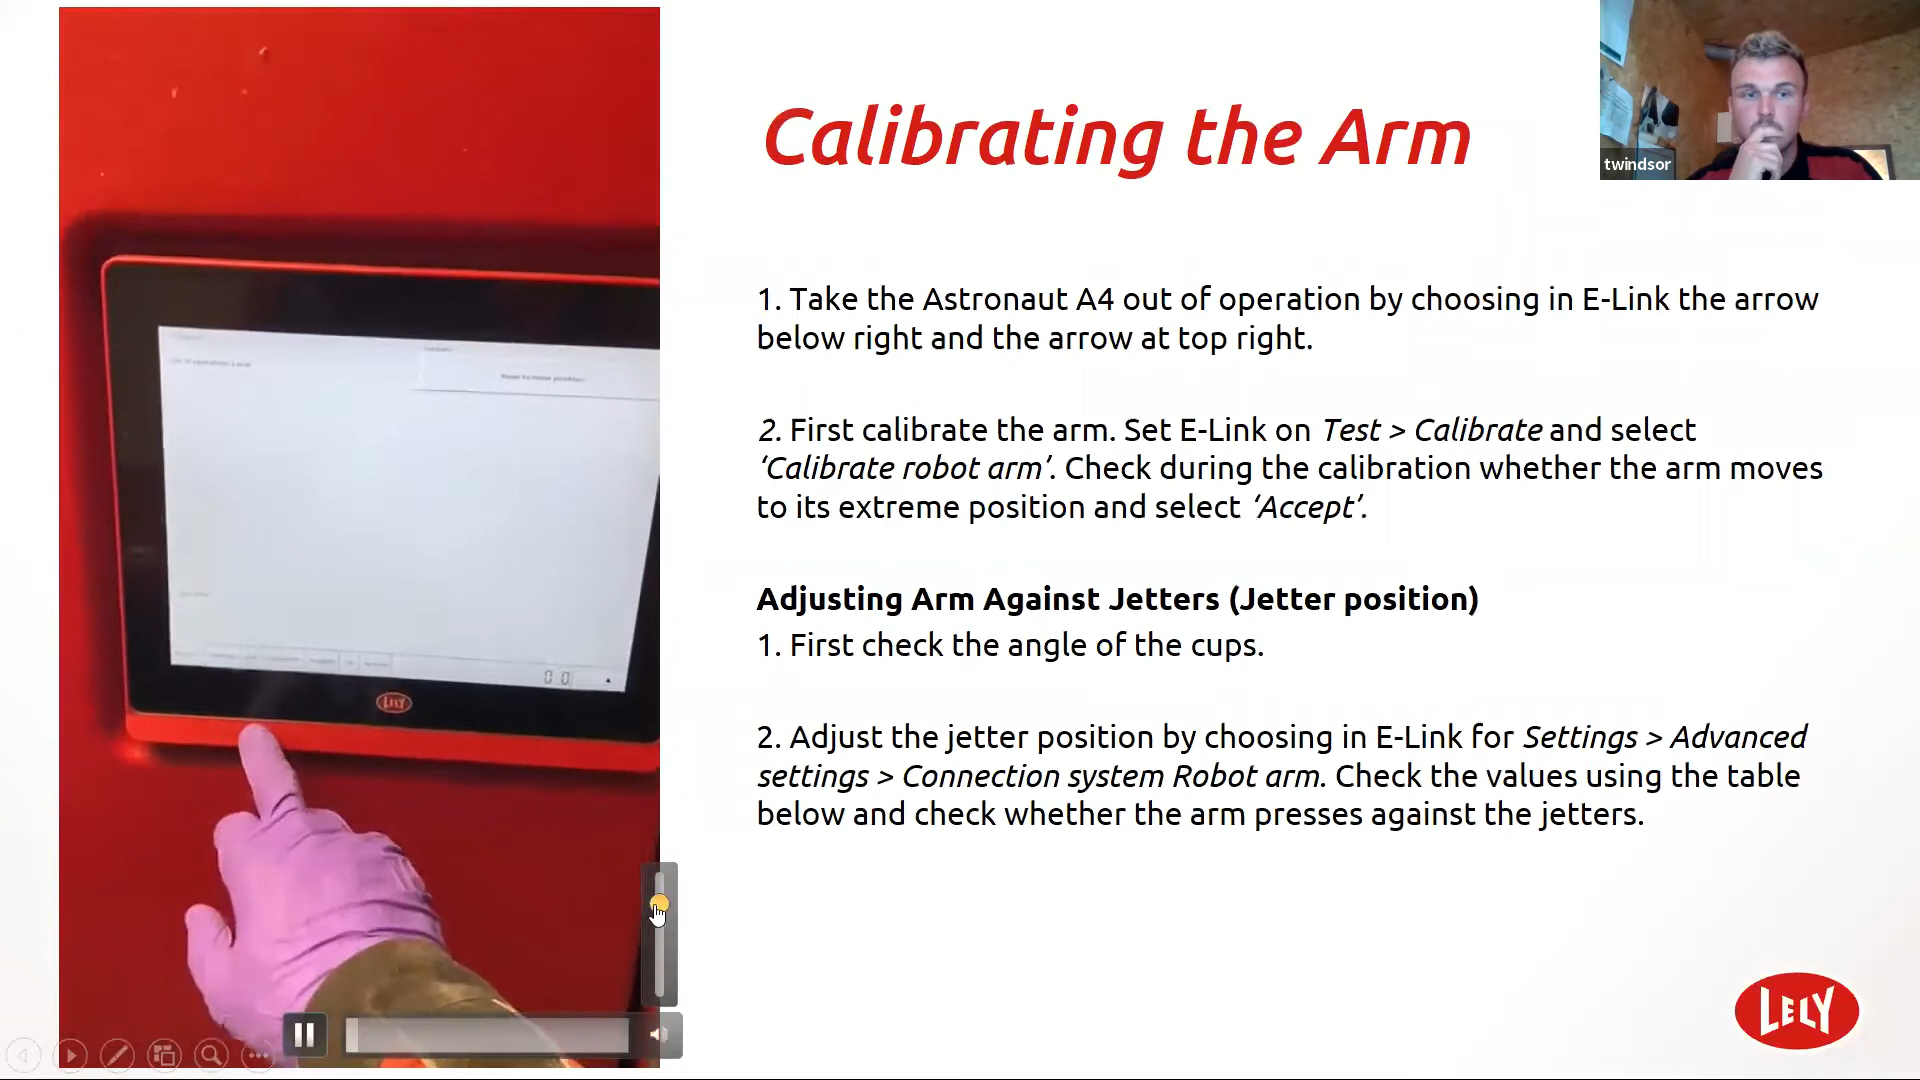 Calibrating the Arm
twindsor
1. Take the Astronaut A4 out of operation by choosing in E-Link the arrow
below right and the arrow at top right.
2. First calibrate the arm. Set E-Link on Test > Calibrate and select
‘Calibrate robot arm’. Check during the calibration whether the arm moves
to its extreme position and select ‘Accept’.
Adjusting Arm Against Jetters (Jetter position)
1. First check the angle of the cups.
2. Adjust the jetter position by choosing in E-Link for Settings > Advanced
settings > Connection system Robot arm. Check the values using the table
below and check whether the arm presses against the jetters.
LELY
LELY